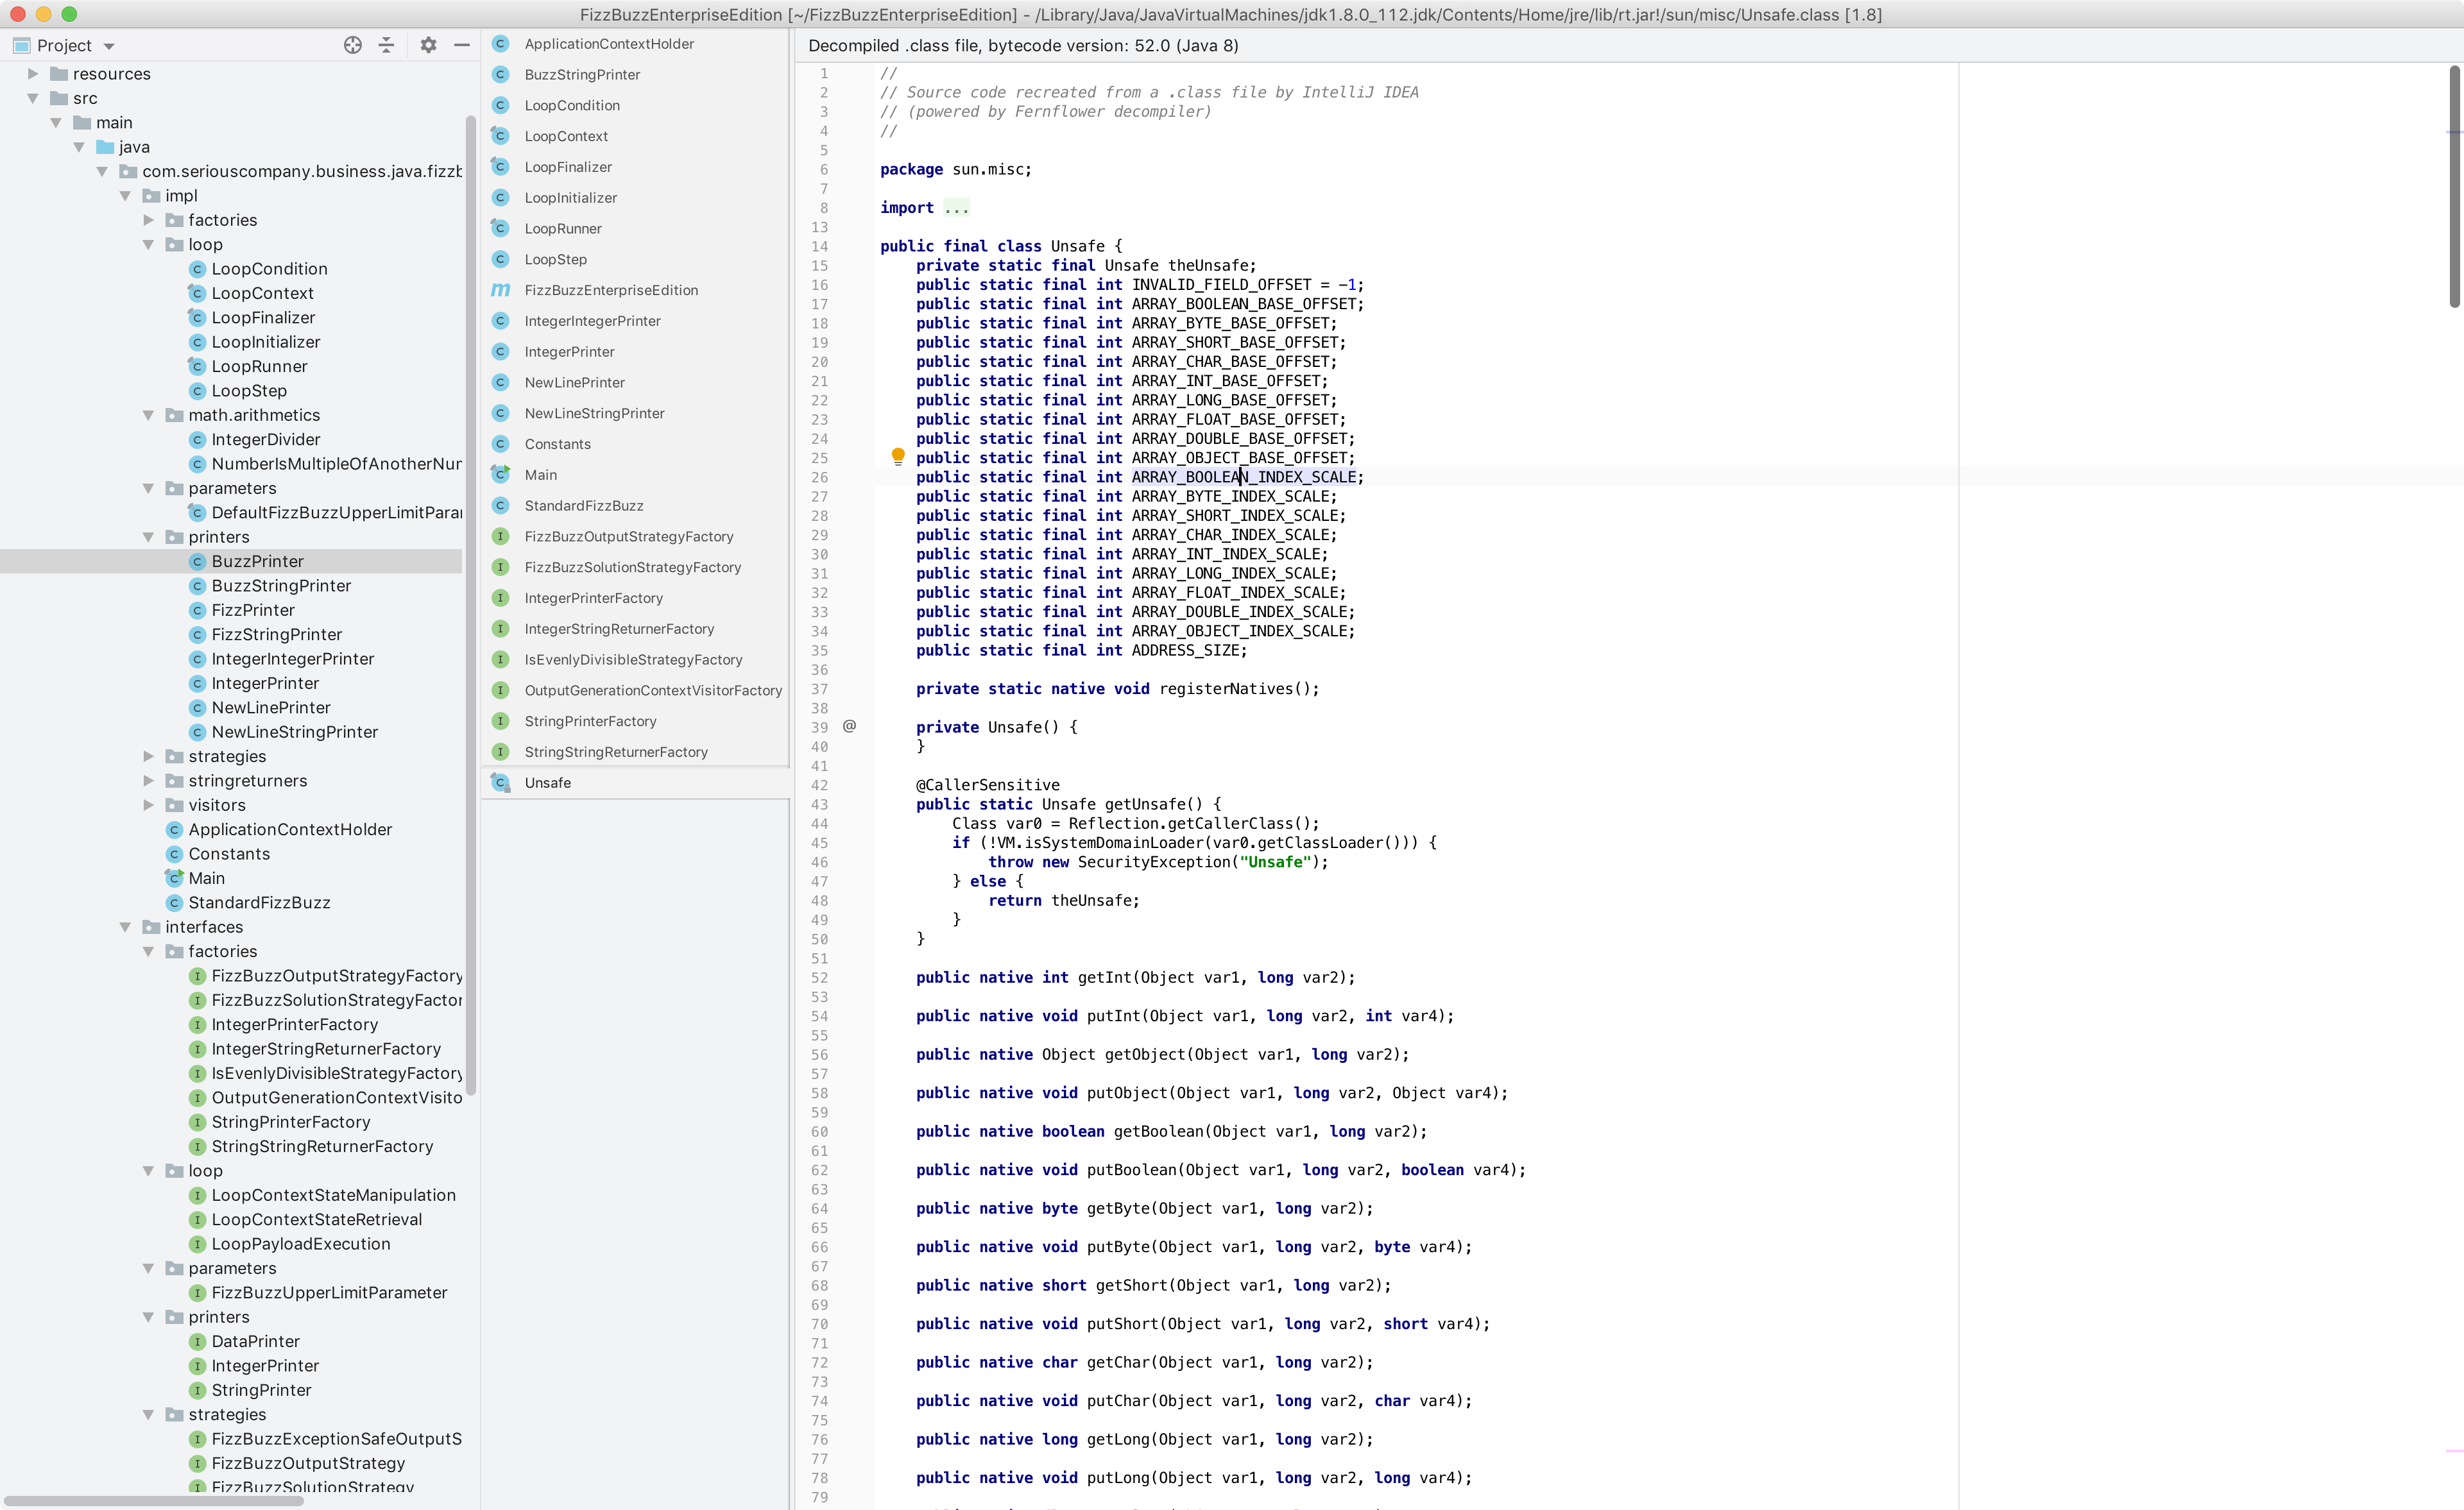 FizzBuzzEnterpriseEdition [~/FizzBuzzEnterpriseEdition] - /Library/Java/JavaVirtualMachines/jdk1.8.0_112.jdk/Contents/Home/jre/lib/rt.jar!/sun/misc/Unsafe.class [1.8]
Project
resources
src
main
java
com.seriouscompany.business.java.fizzb
impl
factories
loop
LoopCondition
LoopContext
LoopFinalizer
LoopInitializer
LoopRunner
LoopStep
math.arithmetics
IntegerDivider
NumberIsMultipleOfAnotherNur
parameters
DefaultFizzBuzzUpperLimitParar
printers
BuzzPrinter
BuzzStringPrinter
FizzPrinter
FizzStringPrinter
IntegerIntegerPrinter
IntegerPrinter
NewLinePrinter
NewLineStringPrinter
strategies
stringreturners
visitors
ApplicationContextHolder
Constants
Main
StandardFizzBuzz
interfaces
factories
FizzBuzzOutputStrategyFactory
FizzBuzzSolutionStrategyFactor
IntegerPrinterFactory
IntegerStringReturnerFactory
IsEvenlyDivisibleStrategyFactory
OutputGenerationContextVisito
StringPrinterFactory
StringStringReturnerFactory
loop
LoopContextStateManipulation
LoopContextStateRetrieval
LoopPayloadExecution
parameters
FizzBuzzUpperLimitParameter
printers
DataPrinter
IntegerPrinter
StringPrinter
strategies
FizzBuzzExceptionSafeOutputS
FizzBuzzOutputStrategy
FizzBuzzSolutionStrategy
ApplicationContextHolder
BuzzStringPrinter
LoopCondition
LoopContext
LoopFinalizer
LoopInitializer
LoopRunner
LoopStep
FizzBuzzEnterpriseEdition
IntegerIntegerPrinter
IntegerPrinter
NewLinePrinter
NewLineStringPrinter
Constants
Main
StandardFizzBuzz
FizzBuzzOutputStrategyFactory
FizzBuzzSolutionStrategyFactory
IntegerPrinterFactory
IntegerStringReturnerFactory
IsEvenlyDivisibleStrategyFactory
OutputGenerationContextVisitorFactory
StringPrinterFactory
StringStringReturnerFactory
Unsafe
Decompiled .class file, bytecode version: 52.0 (Java 8)
1 //
2 // Source code recreated from a .class file by IntelliJ IDEA
3 // (powered by Fernflower decompiler)
4 //
5
6 package sun.misc;
7
8 import ...
13
14 public final class Unsafe {
15 private static final Unsafe theUnsafe;
16 public static final int INVALID_FIELD_OFFSET = -1;
17 public static final int ARRAY_BOOLEAN_BASE_OFFSET;
18 public static final int ARRAY_BYTE_BASE_OFFSET;
19 public static final int ARRAY_SHORT_BASE_OFFSET;
20 public static final int ARRAY_CHAR_BASE_OFFSET;
21 public static final int ARRAY_INT_BASE_OFFSET;
22 public static final int ARRAY_LONG_BASE_OFFSET;
23 public static final int ARRAY_FLOAT_BASE_OFFSET;
24 public static final int ARRAY_DOUBLE_BASE_OFFSET;
25 public static final int ARRAY_OBJECT_BASE_OFFSET;
26 public static final int ARRAY_BOOLEAN_INDEX_SCALE;
27 public static final int ARRAY_BYTE_INDEX_SCALE;
28 public static final int ARRAY_SHORT_INDEX_SCALE;
29 public static final int ARRAY_CHAR_INDEX_SCALE;
30 public static final int ARRAY_INT_INDEX_SCALE;
31 public static final int ARRAY_LONG_INDEX_SCALE;
32 public static final int ARRAY_FLOAT_INDEX_SCALE;
33 public static final int ARRAY_DOUBLE_INDEX_SCALE;
34 public static final int ARRAY_OBJECT_INDEX_SCALE;
35 public static final int ADDRESS_SIZE;
36
37 private static native void registerNatives();
38
39 @ private Unsafe() {
40 }
41
42 @CallerSensitive
43 public static Unsafe getUnsafe() {
44 Class var0 = Reflection.getCallerClass();
45 if (!VM.isSystemDomainLoader(var0.getClassLoader())) {
46 throw new SecurityException("Unsafe");
47 } else {
48 return theUnsafe;
49 }
50 }
51
52 public native int getInt(Object var1, long var2);
53
54 public native void putInt(Object var1, long var2, int var4);
55
56 public native Object getObject(Object var1, long var2);
57
58 public native void putObject(Object var1, long var2, Object var4);
59
60 public native boolean getBoolean(Object var1, long var2);
61
62 public native void putBoolean(Object var1, long var2, boolean var4);
63
64 public native byte getByte(Object var1, long var2);
65
66 public native void putByte(Object var1, long var2, byte var4);
67
68 public native short getShort(Object var1, long var2);
69
70 public native void putShort(Object var1, long var2, short var4);
71
72 public native char getChar(Object var1, long var2);
73
74 public native void putChar(Object var1, long var2, char var4);
75
76 public native long getLong(Object var1, long var2);
77
78 public native void putLong(Object var1, long var2, long var4);
79